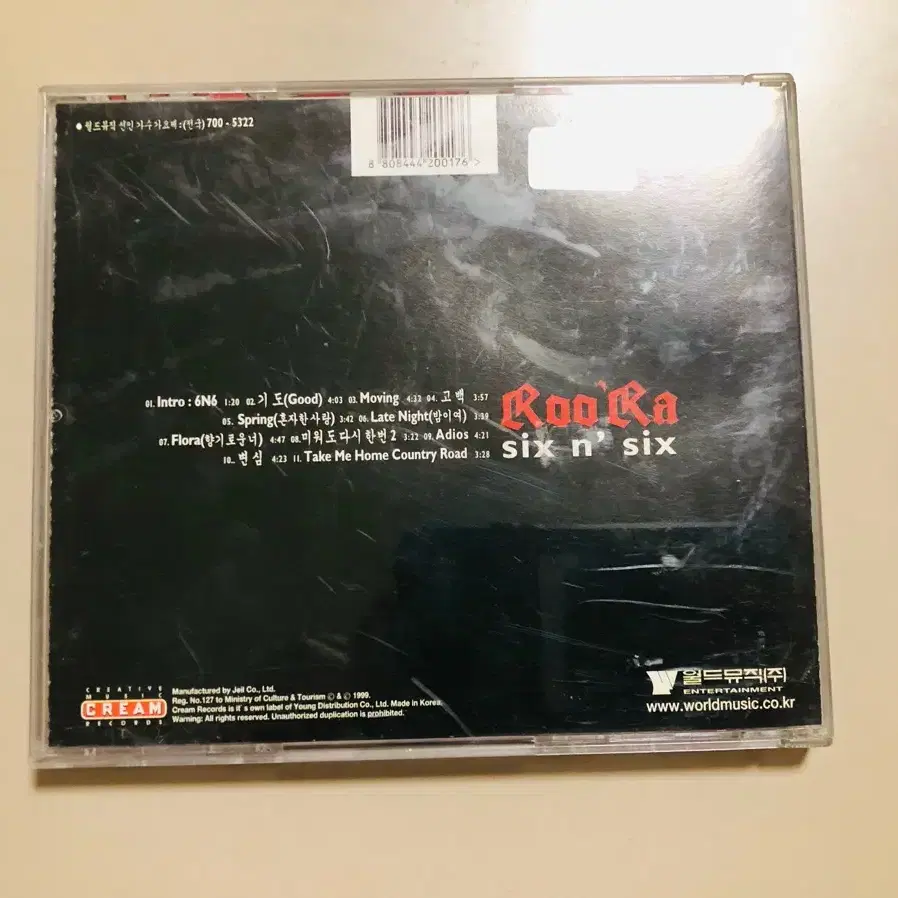 ● 월드뮤직 신인 가수 가요제 : (전국) 700 - 5322
8 808444 200176 >
01. Intro : 6N6 1:20 02. 기 도(Good) 4:03 03. Moving 4:32 04. 고 백 3:57
05. Spring(혼자한사랑) 3:42 06. Late Night(밤이여) 3:59
07. Flora(향기로운너) 4:47 08. 미워도다시 한번 2 3:22 09. Adios 4:21
10.. 변 심 4:23 11. Take Me Home Country Road 3:28
Roo'Ra
six n' six
CREATIVE
MUSIC
CREAM
RECORDS
Manufactured by Jeil Co., Ltd.
Reg. No.127 to Ministry of Culture & Tourism © & ℗ 1999.
Cream Records is it`s own label of Young Distribution Co., Ltd. Made in Korea.
Warning: All rights reserved. Unauthorized duplication is prohibited.
월드뮤직(주)
ENTERTAINMENT
www.worldmusic.co.kr